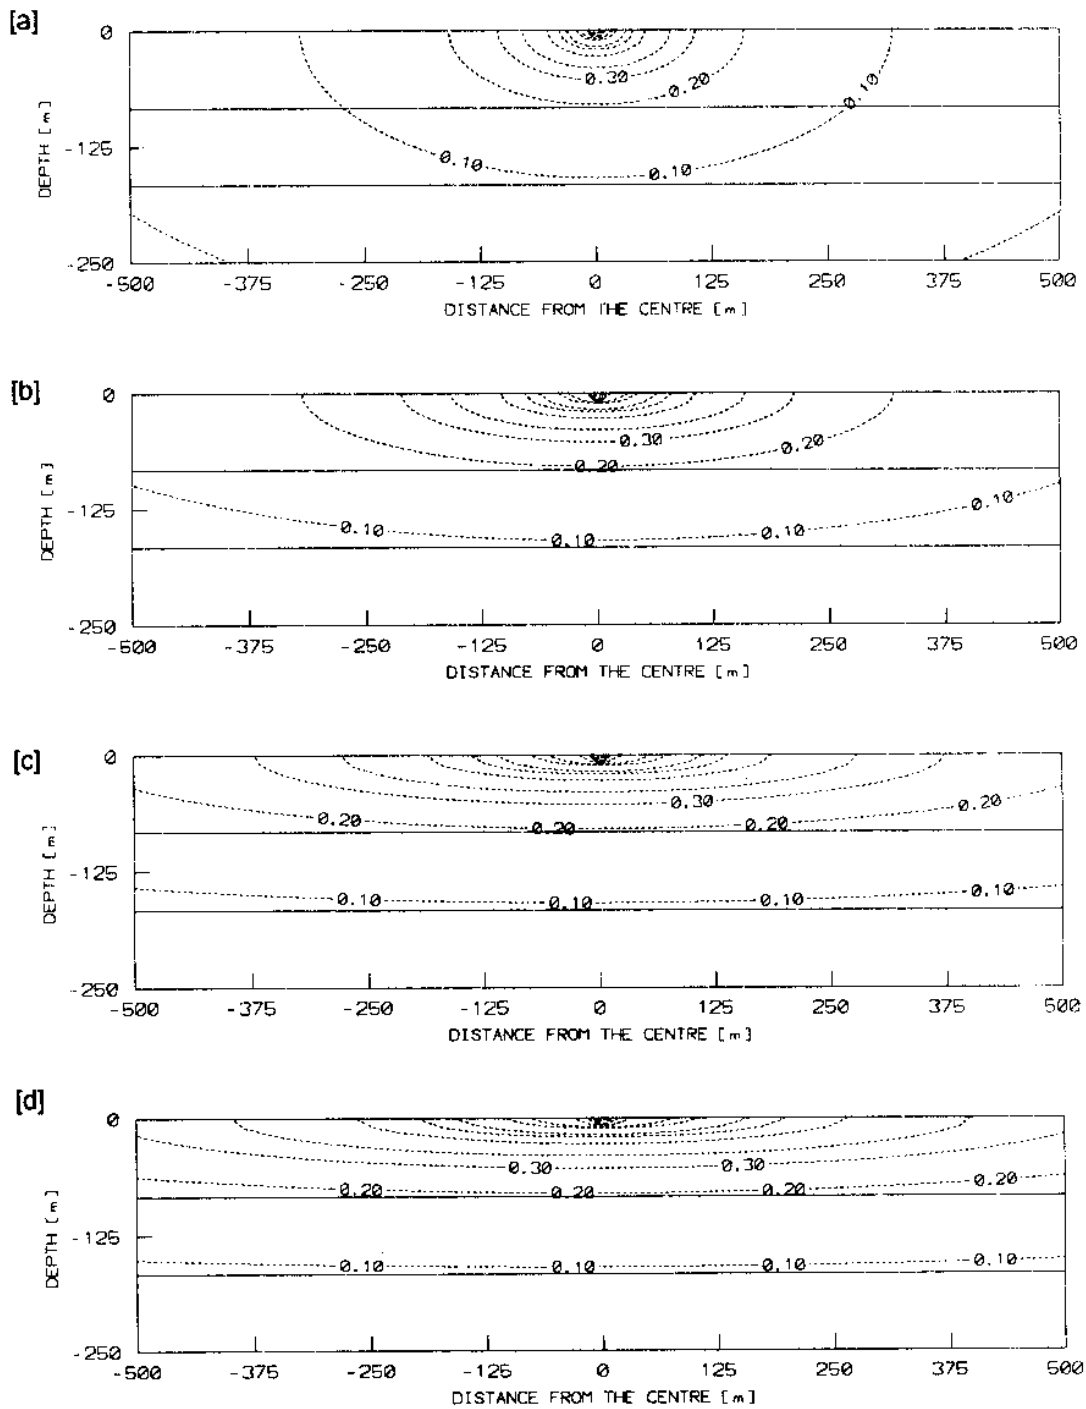 [a]
0
-125
-250
DEPTH [m]
0.30
0.20
0.10
0.10
0.10
-500 -375 -250 -125 0 125 250 375 500
DISTANCE FROM THE CENTRE [m]
[b]
0
-125
-250
DEPTH [m]
0.30
0.20
0.20
0.10
0.10
0.10 0.10
-500 -375 -250 -125 0 125 250 375 500
DISTANCE FROM THE CENTRE [m]
[c]
0
-125
-250
DEPTH [m]
0.30
0.20
0.20 0.20 0.20
0.10 0.10 0.10 0.10
-500 -375 -250 -125 0 125 250 375 500
DISTANCE FROM THE CENTRE [m]
[d]
0
-125
-250
DEPTH [m]
0.30 0.30
0.20 0.20 0.20 0.20
0.10 0.10 0.10 0.10
-500 -375 -250 -125 0 125 250 375 500
DISTANCE FROM THE CENTRE [m]